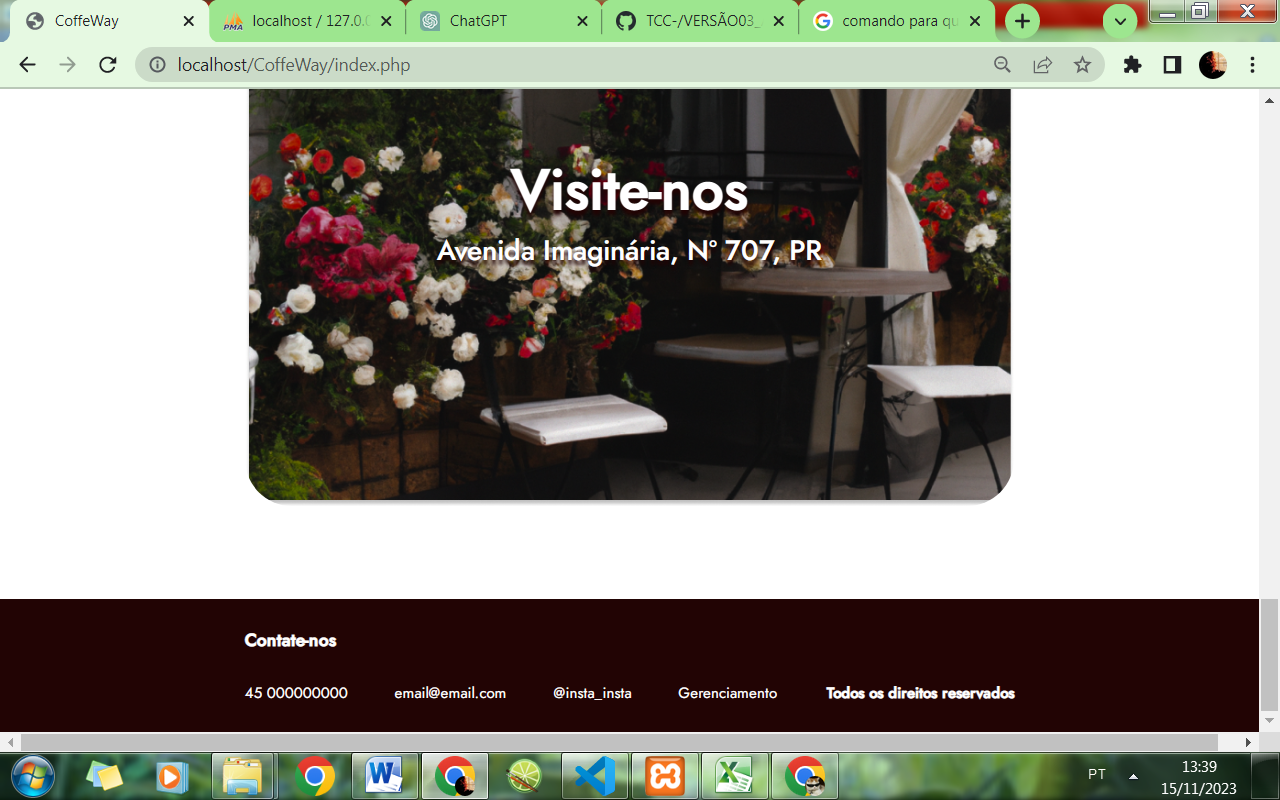 CoffeWay
localhost / 127.0.0
ChatGPT
TCC-/VERSÃO03_
comando para qu
localhost/CoffeWay/index.php
Visite-nos
Avenida Imaginária, N° 707, PR
Contate-nos
45 000000000 email@email.com @insta_insta Gerenciamento Todos os direitos reservados
PT
13:39
15/11/2023